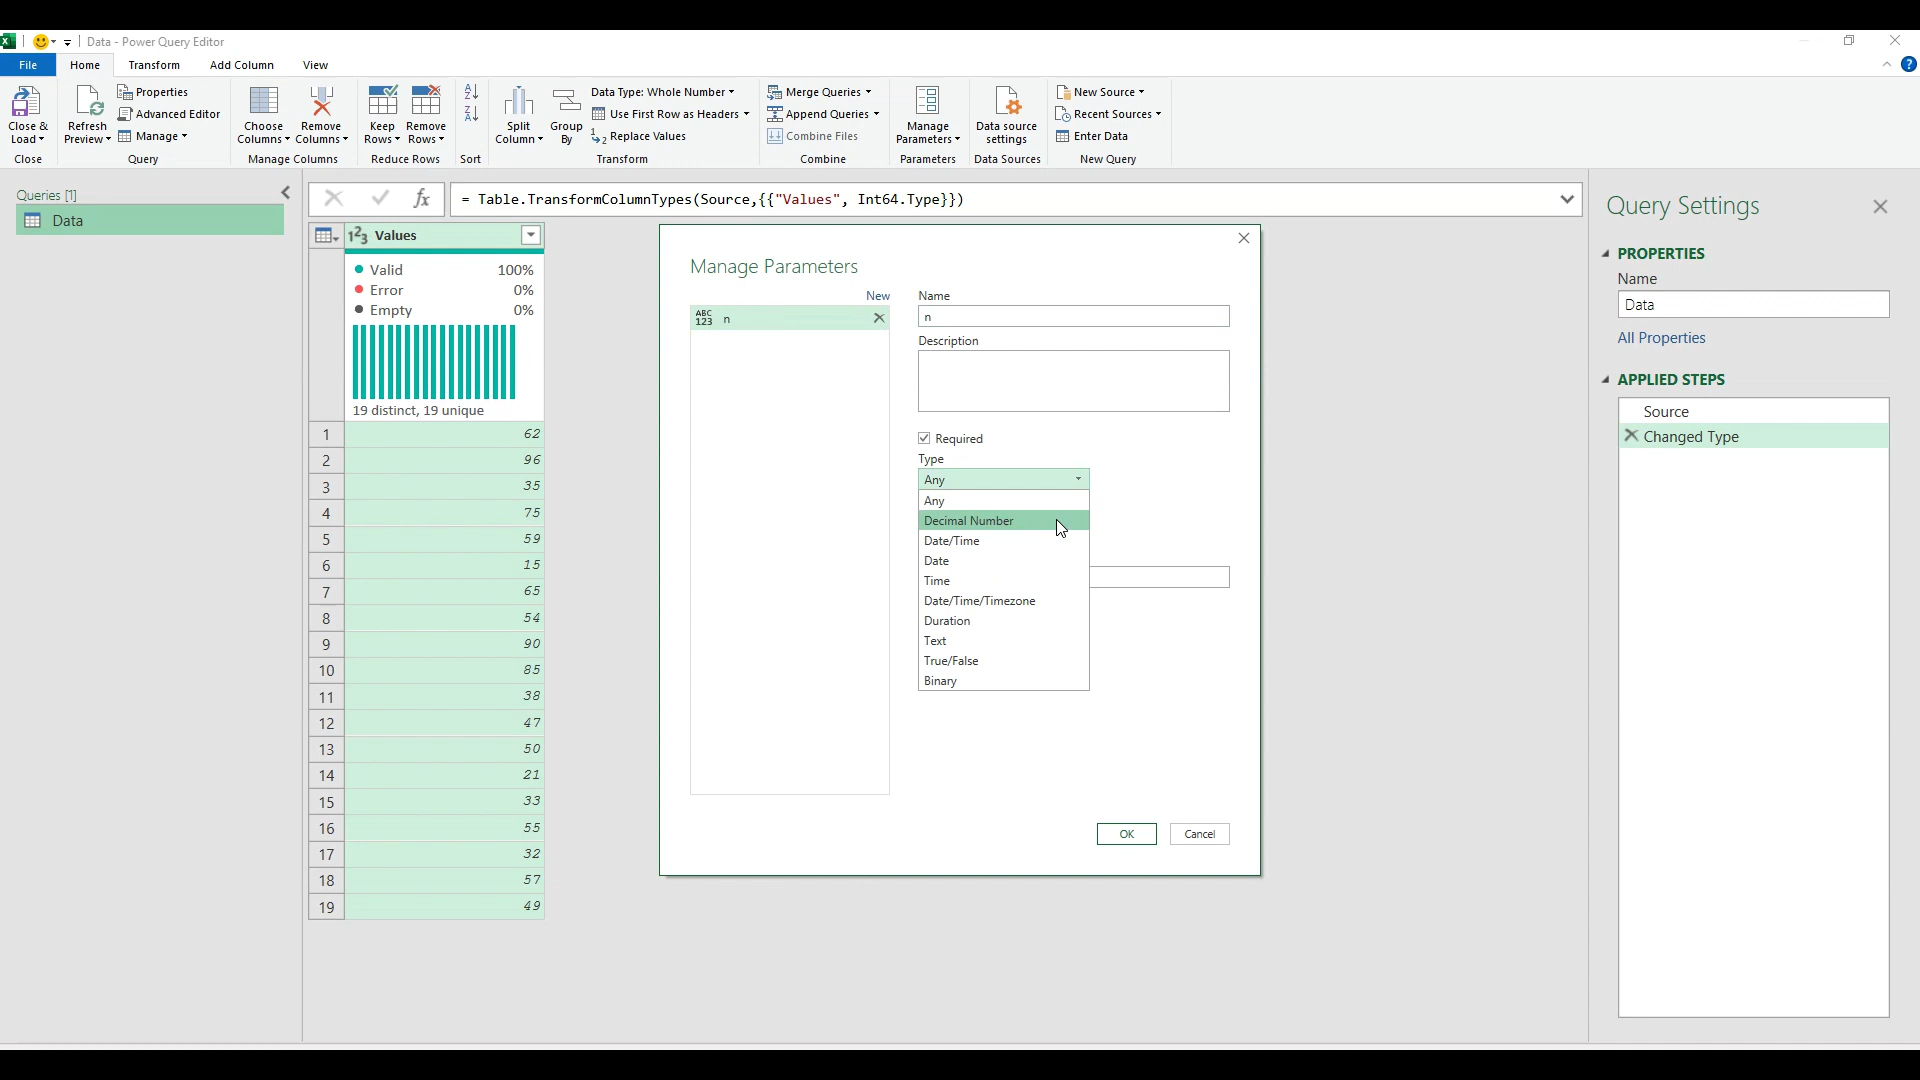 Data - Power Query Editor
File Home Transform Add Column View
Close & Load
Close
Refresh Preview
Properties
Advanced Editor
Manage
Query
Choose Columns
Remove Columns
Manage Columns
Keep Rows
Remove Rows
Reduce Rows
A Z
Z A
Sort
Split Column
Group By
Data Type: Whole Number
Use First Row as Headers
1 2 Replace Values
Transform
Merge Queries
Append Queries
Combine Files
Combine
Manage Parameters
Parameters
Data source settings
Data Sources
New Source
Recent Sources
Enter Data
New Query
Queries [1]
Data
fx
= Table.TransformColumnTypes(Source,{{"Values", Int64.Type}})
1 2 3 Values
Valid 100%
Error 0%
Empty 0%
19 distinct, 19 unique
1 62
2 96
3 35
4 75
5 59
6 15
7 65
8 54
9 90
10 85
11 38
12 47
13 50
14 21
15 33
16 55
17 32
18 57
19 49
Manage Parameters
New
ABC 123 n
Name
n
Description
Required
Type
Any
Any
Decimal Number
Date/Time
Date
Time
Date/Time/Timezone
Duration
Text
True/False
Binary
OK Cancel
Query Settings
PROPERTIES
Name
Data
All Properties
APPLIED STEPS
Source
Changed Type